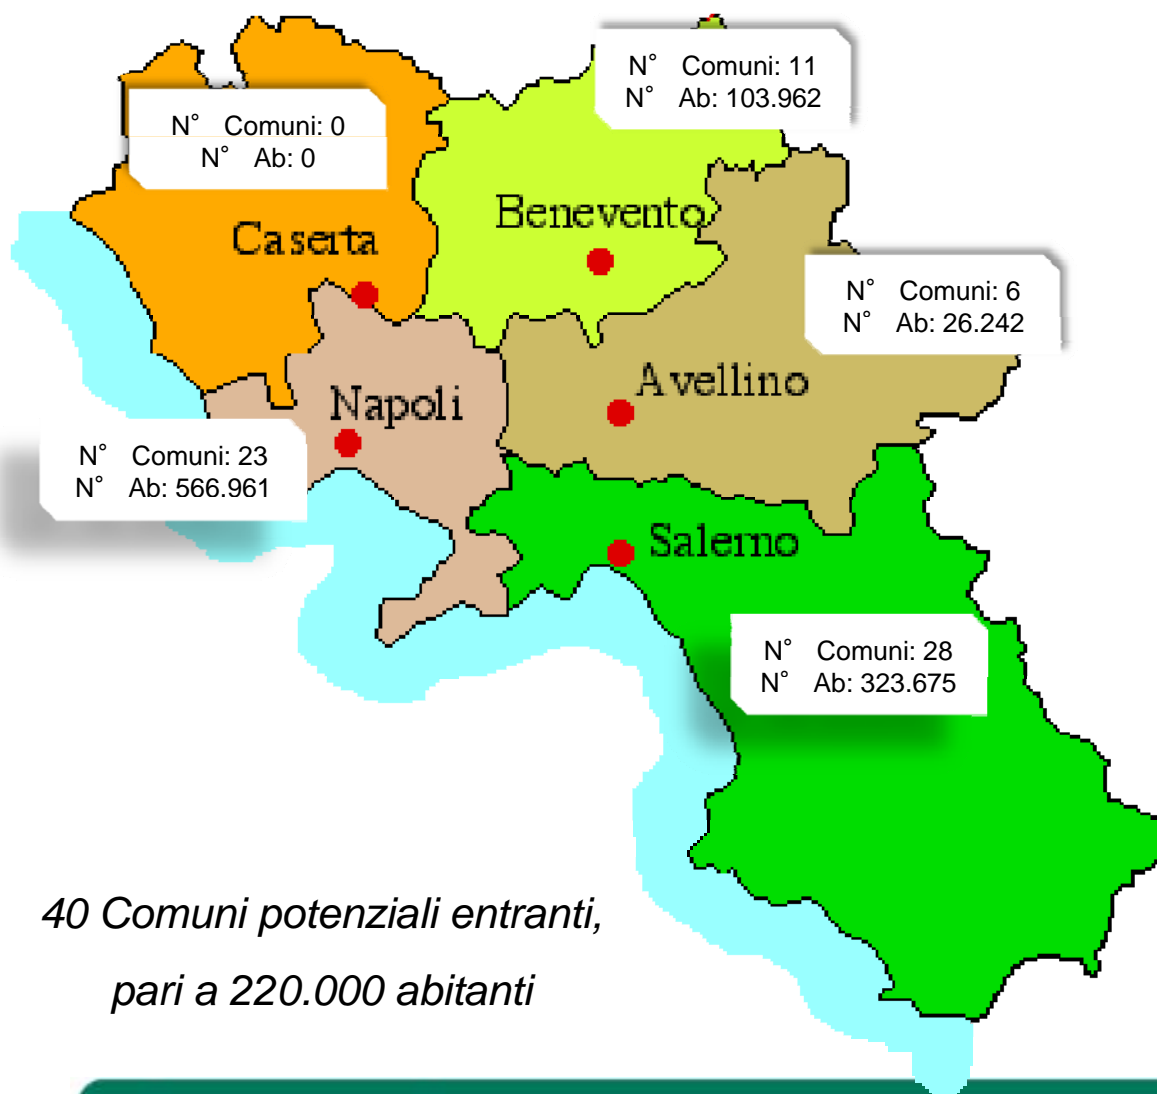 N° Comuni: 11
N° Ab: 103.962
N° Comuni: 0
N° Ab: 0
Benevento
Caserta
N° Comuni: 6
N° Ab: 26.242
Avellino
Napoli
N° Comuni: 23
N° Ab: 566.961
Salerno
N° Comuni: 28
N° Ab: 323.675
40 Comuni potenziali entranti,
pari a 220.000 abitanti